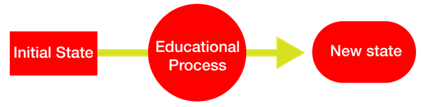 Initial State
Educational
Process
New state